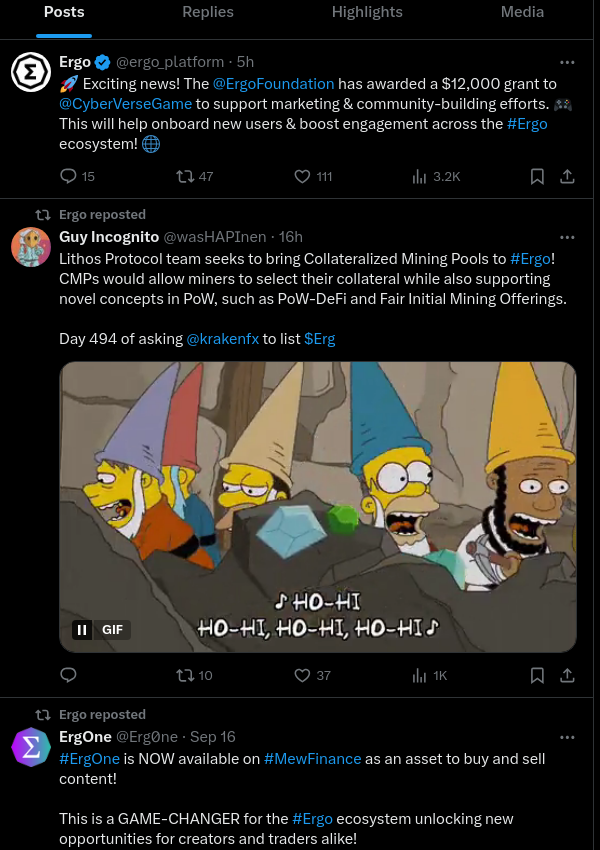 Posts Replies Highlights Media
Ergo @ergo_platform · 5h
🚀 Exciting news! The @ErgoFoundation has awarded a $12,000 grant to
@CyberVerseGame to support marketing & community-building efforts. 🎮
This will help onboard new users & boost engagement across the #Ergo
ecosystem! 🌐
15 47 111 3.2K
Ergo reposted
Guy Incognito @wasHAPInen · 16h
Lithos Protocol team seeks to bring Collateralized Mining Pools to #Ergo!
CMPs would allow miners to select their collateral while also supporting
novel concepts in PoW, such as PoW-DeFi and Fair Initial Mining Offerings.
Day 494 of asking @krakenfx to list $Erg
♪ HO-HI
HO-HI, HO-HI, HO-HI ♪
GIF
10 37 1K
Ergo reposted
ErgOne @Erg0ne · Sep 16
#ErgOne is NOW available on #MewFinance as an asset to buy and sell
content!
This is a GAME-CHANGER for the #Ergo ecosystem unlocking new
opportunities for creators and traders alike!